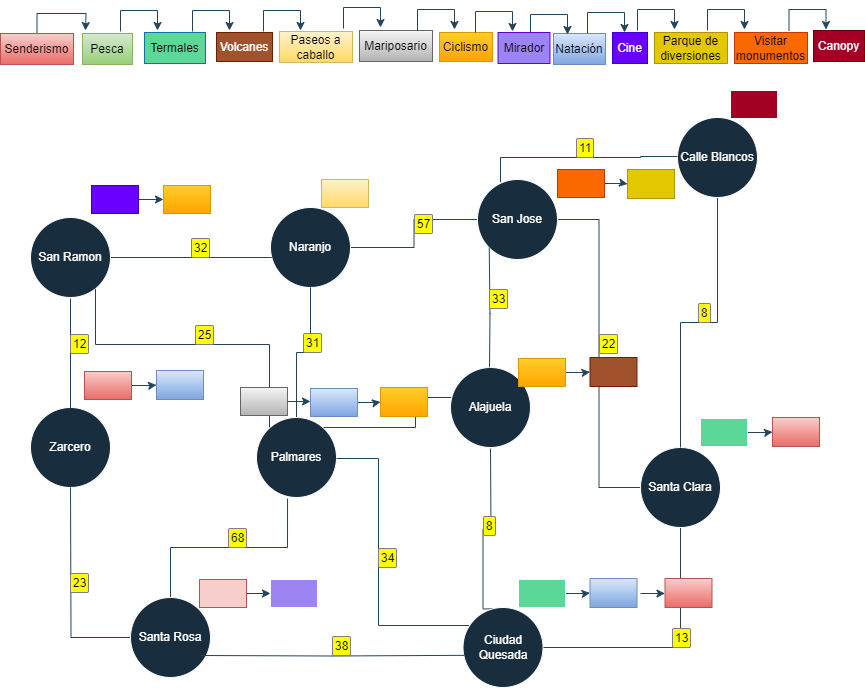 Senderismo
Pesca
Termales
Volcanes
Paseos a
caballo
Mariposario
Ciclismo
Mirador
Natación
Cine
Parque de
diversiones
Visitar
monumentos
Canopy
11
Calle Blancos
San Ramon
32
Naranjo
57
San Jose
12
25
31
33
22
8
Zarcero
Palmares
Alajuela
Santa Clara
23
68
34
8
Santa Rosa
38
Ciudad
Quesada
13